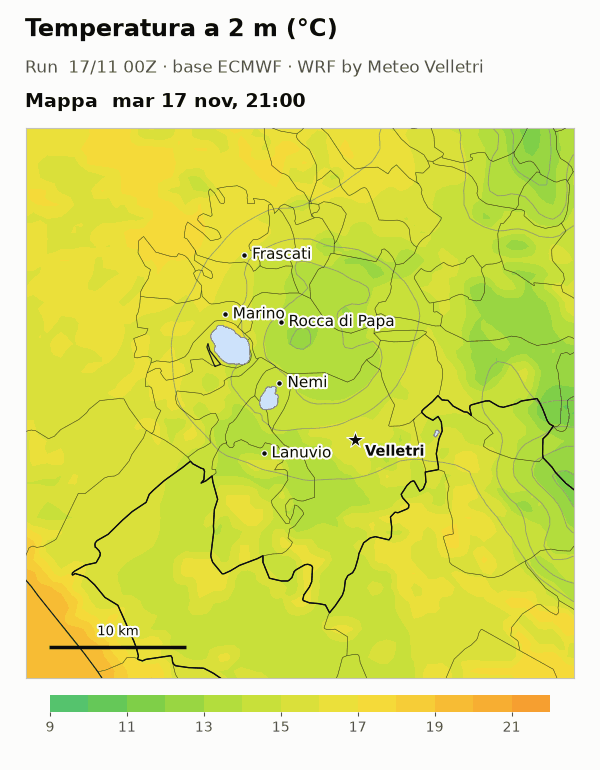 Temperatura a 2 m (°C)
Run  17/11 00Z · base ECMWF · WRF by Meteo Velletri
Mappa  mar 17 nov, 21:00
Frascati
Marino
Rocca di Papa
Nemi
Velletri
Lanuvio
10 km
9 11 13 15 17 19 21